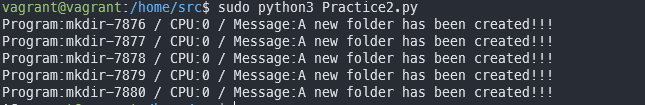 vagrant@vagrant:/home/src$ sudo python3 Practice2.py
Program:mkdir-7876 / CPU:0 / Message:A new folder has been created!!!
Program:mkdir-7877 / CPU:0 / Message:A new folder has been created!!!
Program:mkdir-7878 / CPU:0 / Message:A new folder has been created!!!
Program:mkdir-7879 / CPU:0 / Message:A new folder has been created!!!
Program:mkdir-7880 / CPU:0 / Message:A new folder has been created!!!